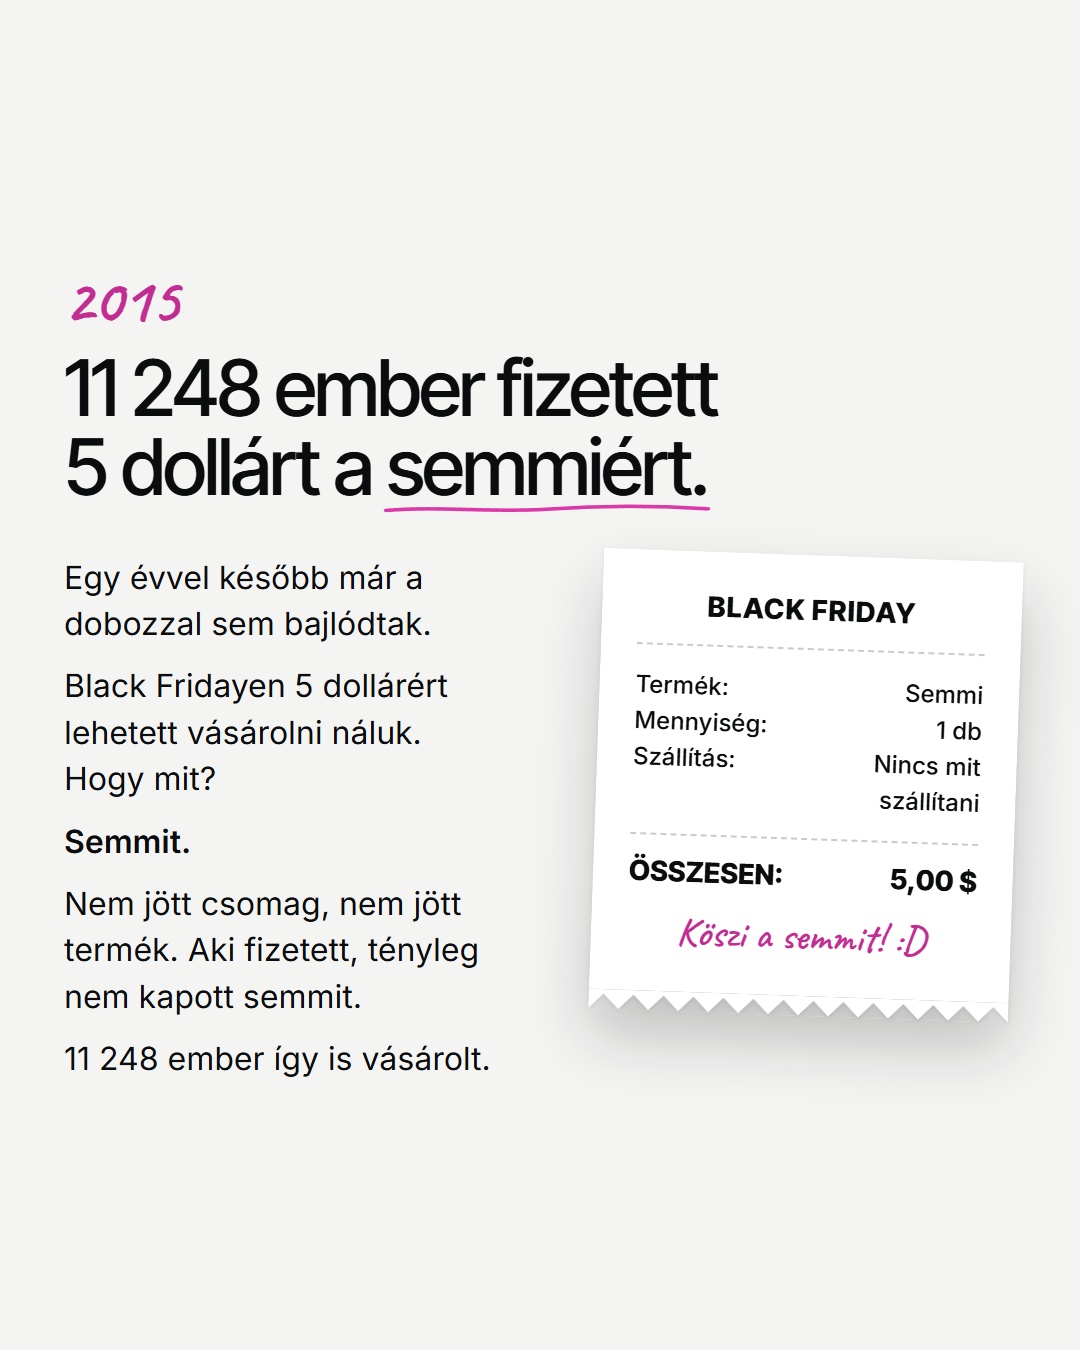 2015
11 248 ember fizetett
5 dollárt a semmiért.
Egy évvel később már a
dobozzal sem bajlódtak.
Black Fridayen 5 dollárért
lehetett vásárolni náluk.
Hogy mit?
Semmit.
Nem jött csomag, nem jött
termék. Aki fizetett, tényleg
nem kapott semmit.
11 248 ember így is vásárolt.
BLACK FRIDAY
Termék: Semmi
Mennyiség: 1 db
Szállítás: Nincs mit
szállítani
ÖSSZESEN: 5,00 $
Köszi a semmit! :D